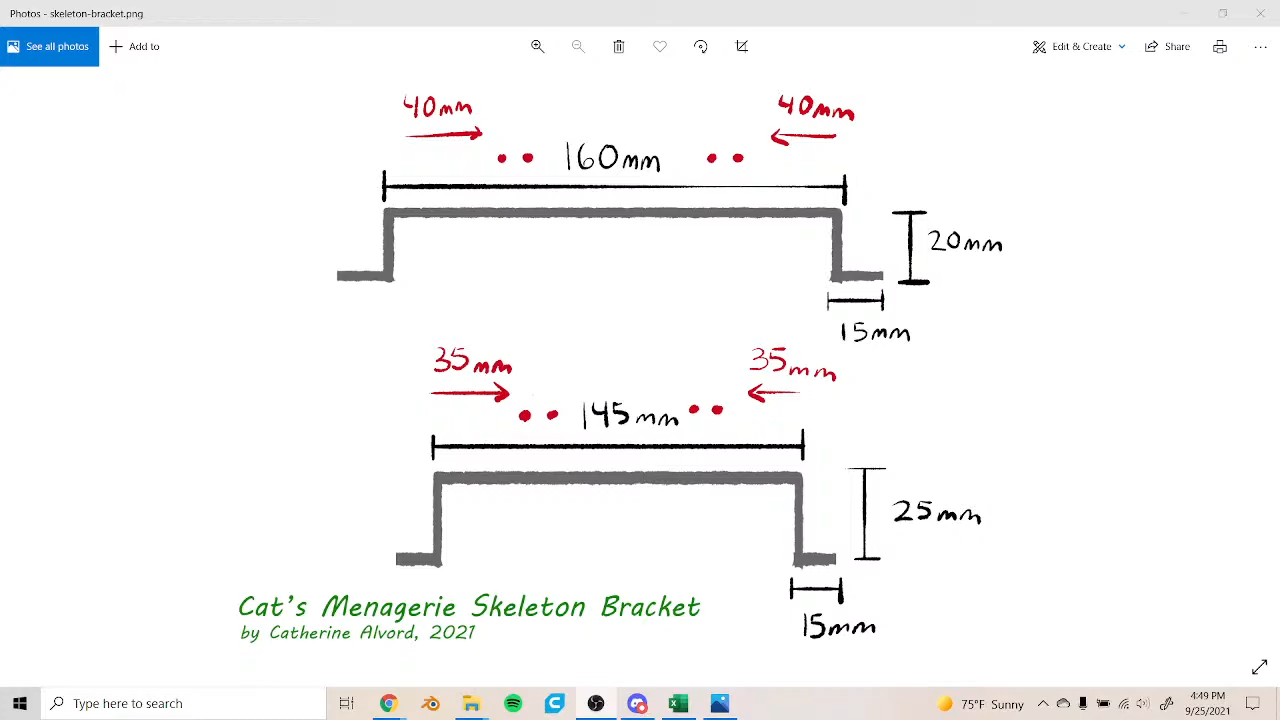 Photos - skeleton-bracket.png
See all photos
Add to
Edit & Create
Share
40mm
40mm
160mm
20mm
15mm
35mm
35mm
145mm
25mm
15mm
Cat's Menagerie Skeleton Bracket
by Catherine Alvord, 2021
Type here to search
75°F Sunny
4:49 PM
9/25/2021